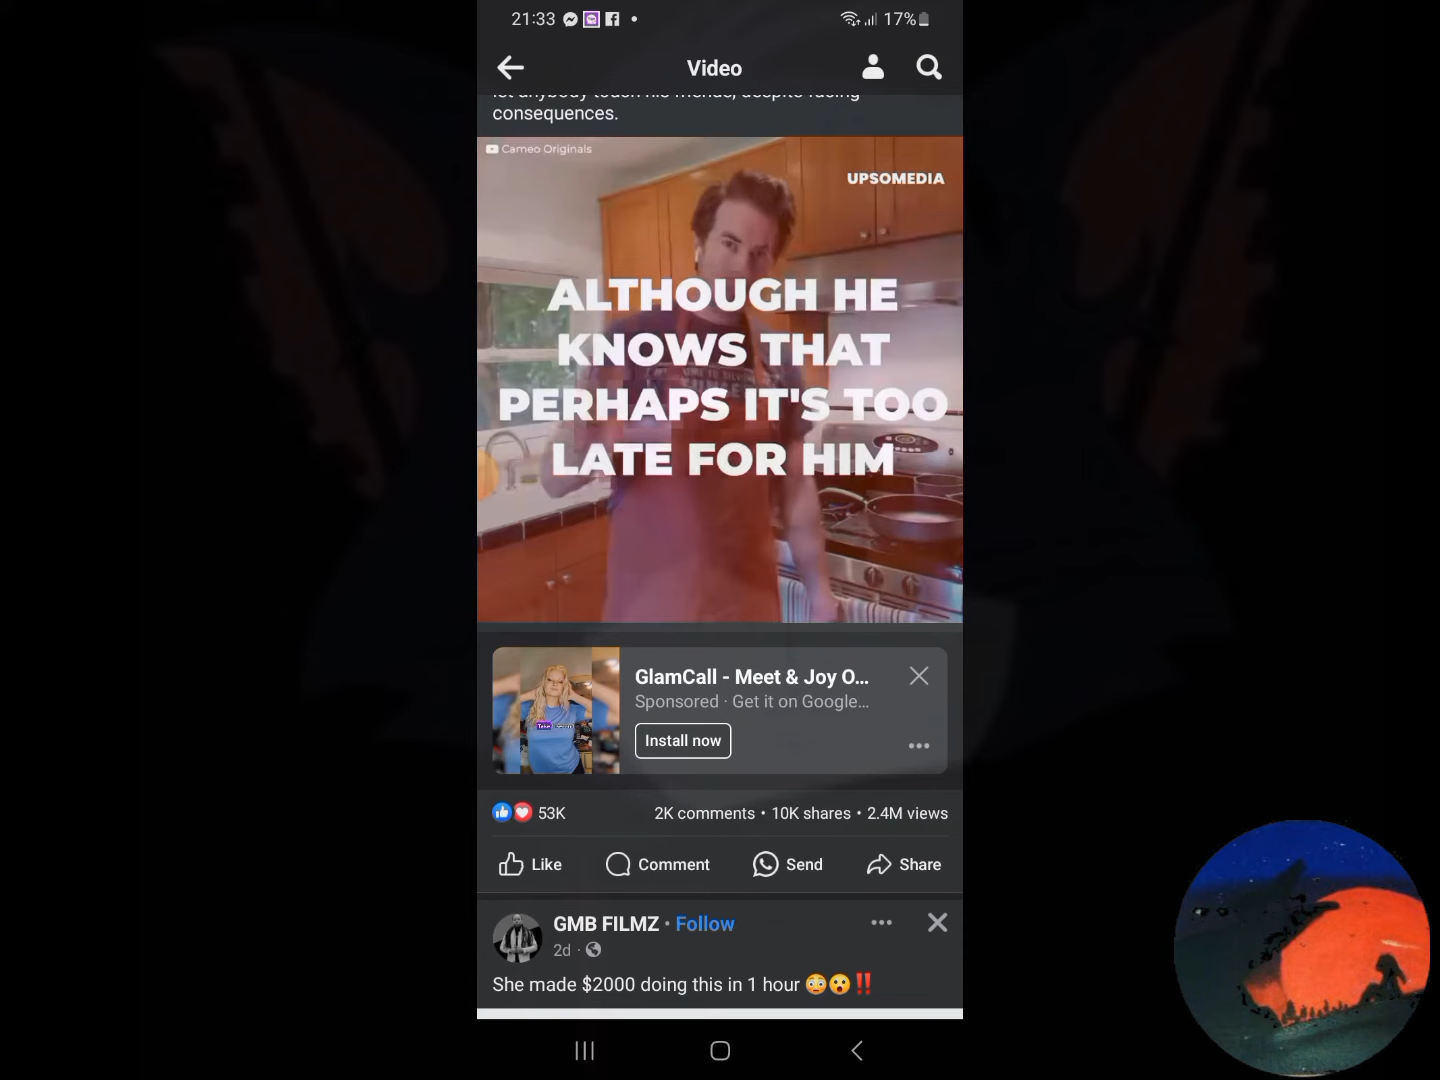 21:33
17%
Video
let anybody touch his friends, despite facing
consequences.
Cameo Originals
UPSOMEDIA
ALTHOUGH HE
KNOWS THAT
PERHAPS IT'S TOO
LATE FOR HIM
GlamCall - Meet & Joy O...
Sponsored · Get it on Google...
Install now
53K
2K comments • 10K shares • 2.4M views
Like
Comment
Send
Share
GMB FILMZ • Follow
2d ·
She made $2000 doing this in 1 hour 😳😮‼️